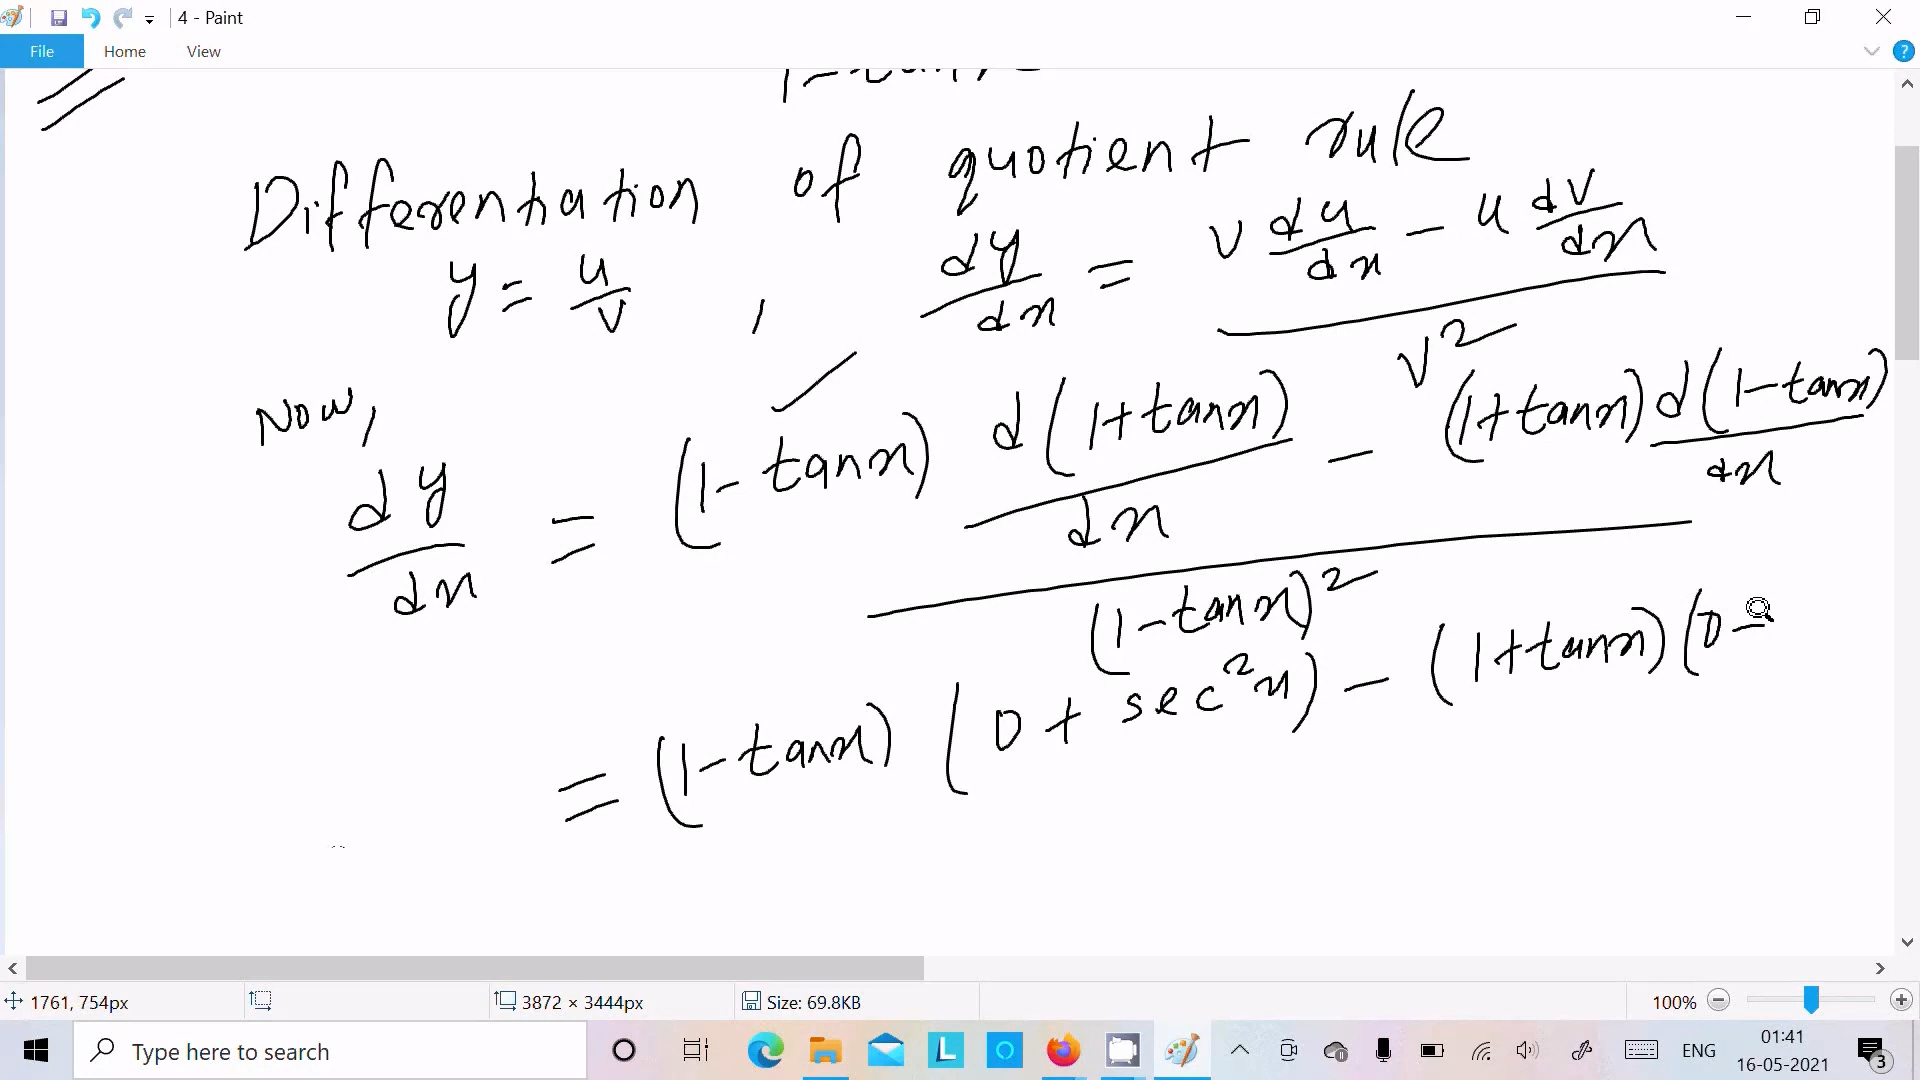 4 - Paint
File Home View
1-tanx
Differentiation of quotient rule
y = u/v , dy/dx = (v du/dx - u dv/dx) / v²
Now,
dy/dx = ((1-tanx) d(1+tanx)/dx - (1+tanx) d(1-tanx)/dx) / (1-tanx)²
= (1-tanx) (0 + sec²x) - (1+tanx) (0 -
1761, 754px 3872 × 3444px Size: 69.8KB 100%
Type here to search L O ENG 01:41
16-05-2021 3